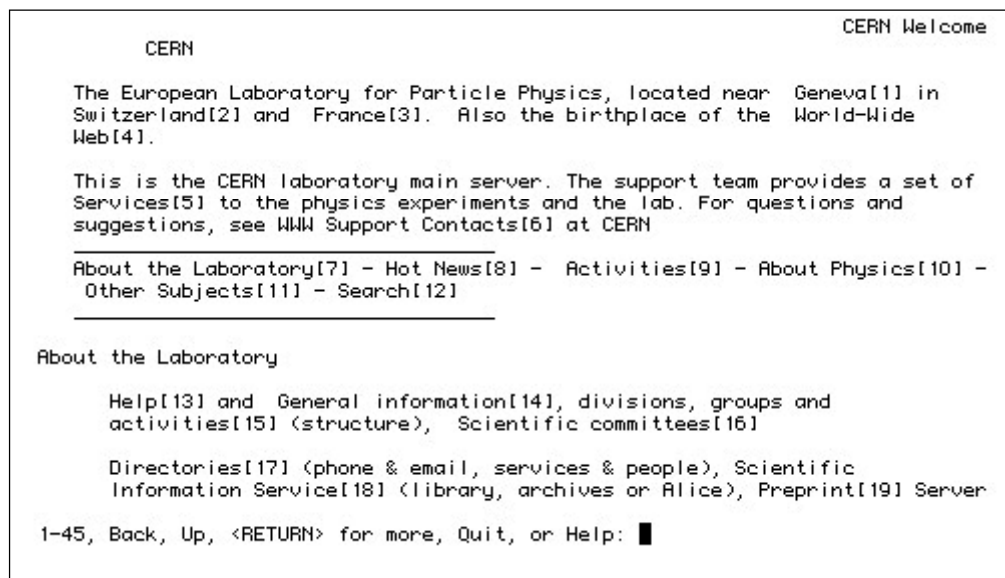 CERN Welcome
CERN
The European Laboratory for Particle Physics, located near  Geneva[1] in
Switzerland[2] and  France[3].  Also the birthplace of the  World-Wide
Web[4].
This is the CERN laboratory main server. The support team provides a set of
Services[5] to the physics experiments and the lab. For questions and
suggestions, see WWW Support Contacts[6] at CERN
About the Laboratory[7] - Hot News[8] -  Activities[9] - About Physics[10] -
Other Subjects[11] - Search[12]
About the Laboratory
Help[13] and  General information[14], divisions, groups and
activities[15] (structure),  Scientific committees[16]
Directories[17] (phone & email, services & people), Scientific
Information Service[18] (library, archives or Alice), Preprint[19] Server
1-45, Back, Up, <RETURN> for more, Quit, or Help: